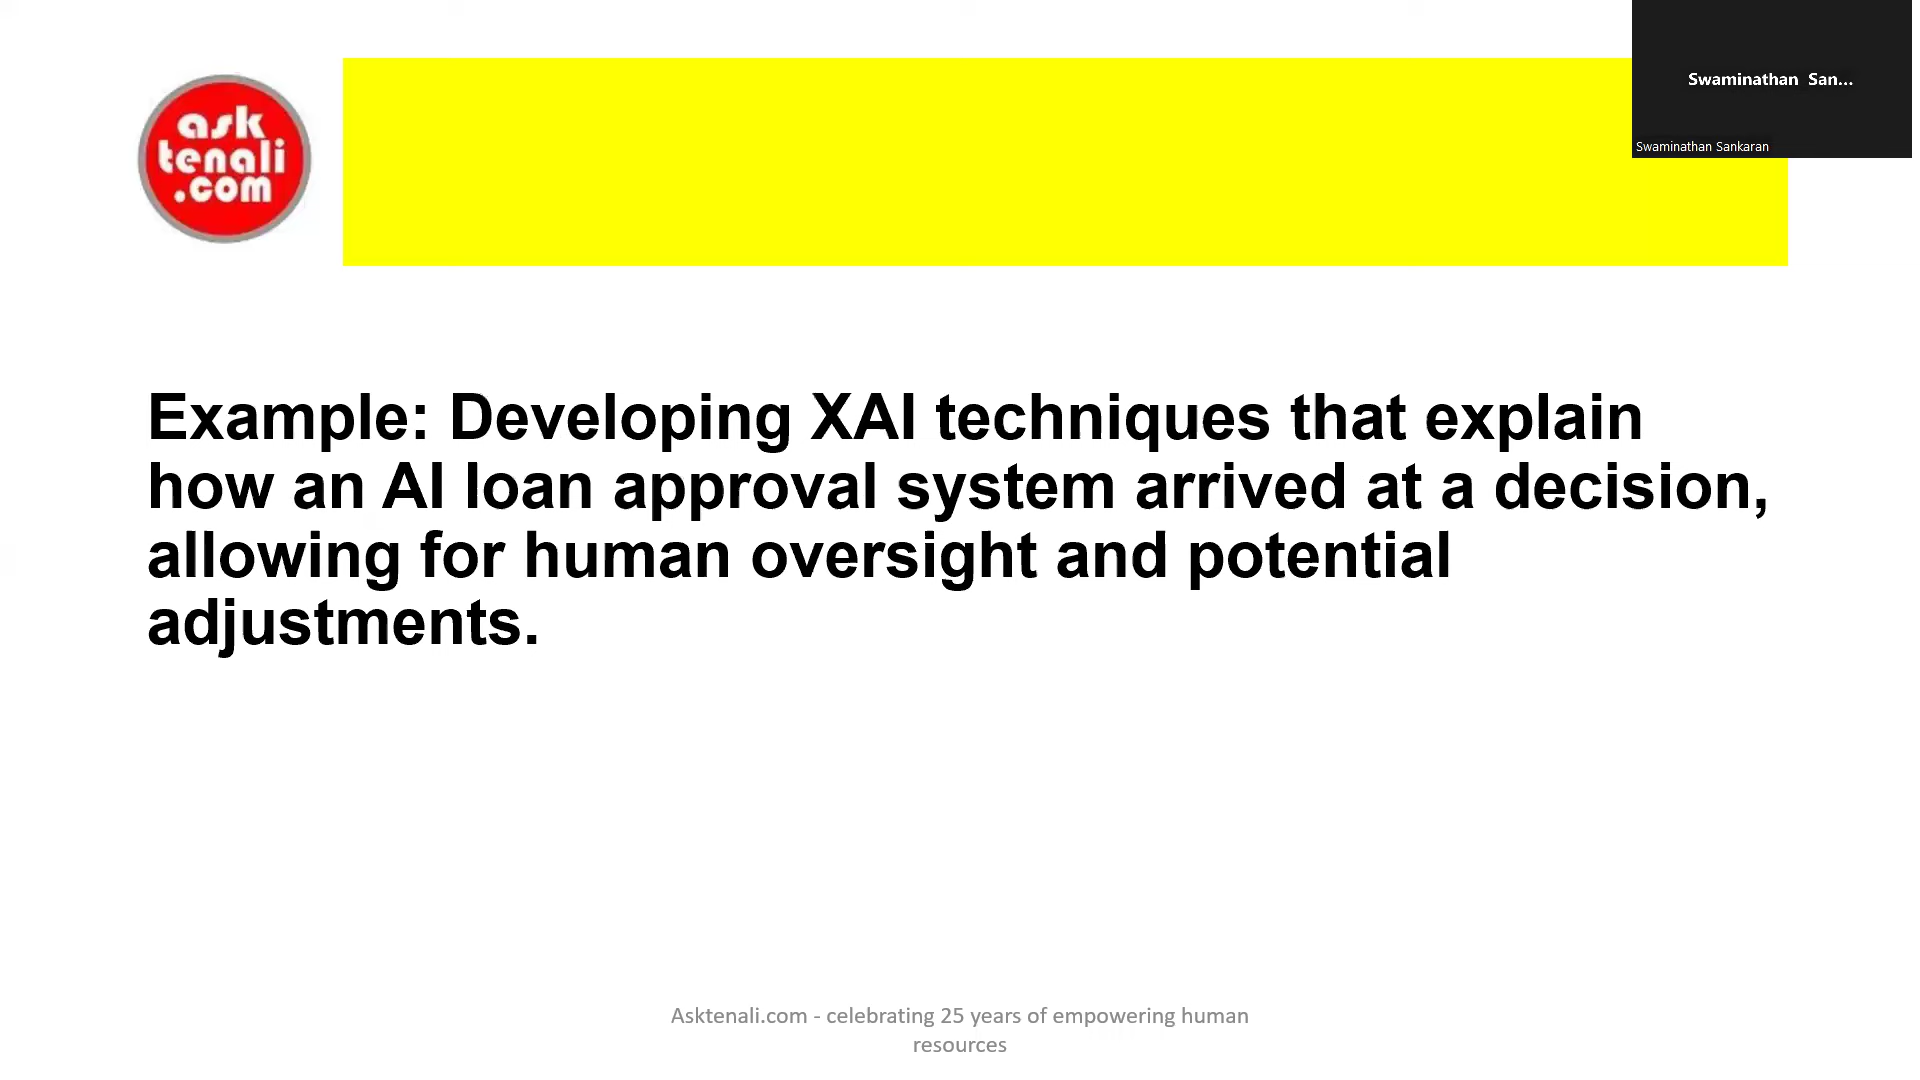 ask
tenali
.com
Swaminathan San...
Swaminathan Sankaran
Example: Developing XAI techniques that explain
how an AI loan approval system arrived at a decision,
allowing for human oversight and potential
adjustments.
Asktenali.com - celebrating 25 years of empowering human
resources